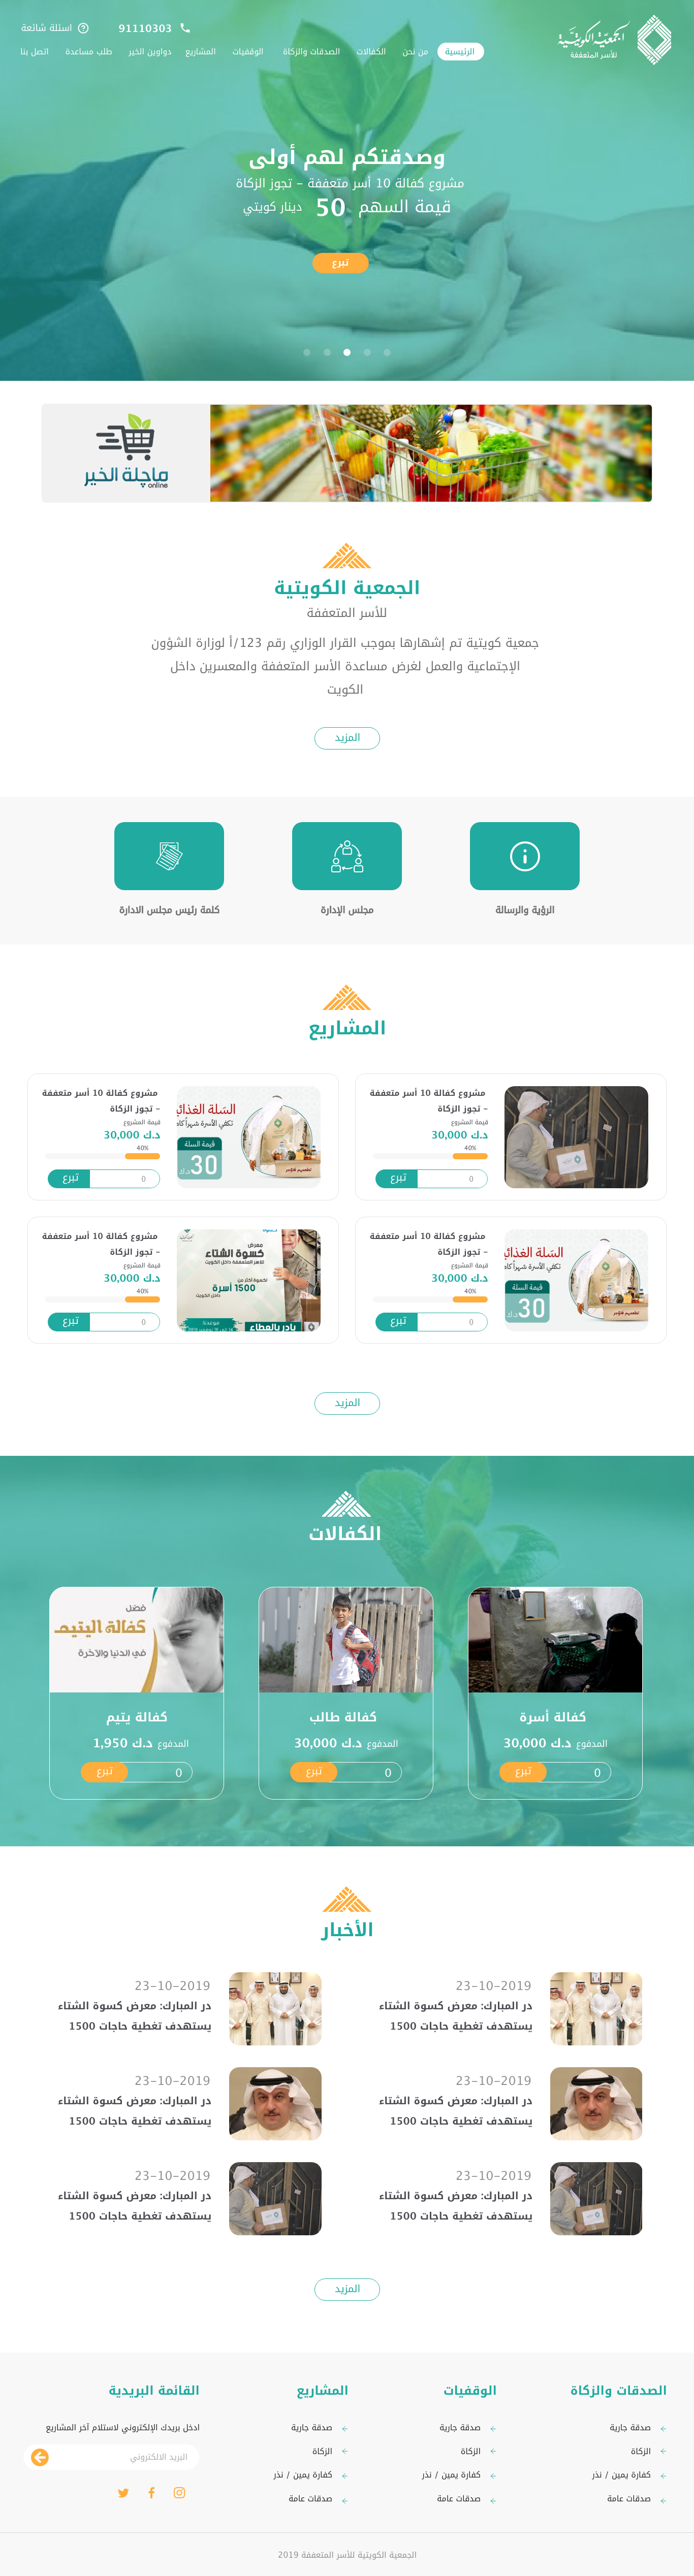 الجمعية الكويتية
للأسر المتعففة
91110303
اسئلة شائعة
الرئيسية
من نحن
الكفالات
الصدقات والزكاة
الوقفيات
المشاريع
دواوين الخير
طلب مساعدة
اتصل بنا
وصدقتكم لهم أولى
مشروع كفالة 10 أسر متعففة – تجوز الزكاة
قيمة السهم 50 دينار كويتي
تبرع
ماجلة الخير
online
الجمعية الكويتية
للأسر المتعففة
جمعية كويتية تم إشهارها بموجب القرار الوزاري رقم 123/أ لوزارة الشؤون
الإجتماعية والعمل لغرض مساعدة الأسر المتعففة والمعسرين داخل
الكويت
المزيد
الرؤية والرسالة
مجلس الإدارة
كلمة رئيس مجلس الادارة
المشاريع
مشروع كفالة 10 أسر متعففة
– تجوز الزكاة
قيمة المشروع
د.ك 30,000
40%
0
تبرع
السلة الغذائية
تكفي الأسرة شهراً كا
قيمة السلة
30 د.ك
مشروع كفالة 10 أسر متعففة
– تجوز الزكاة
قيمة المشروع
د.ك 30,000
40%
0
تبرع
السلة الغذائية
تكفي الأسرة شهراً كا
قيمة السلة
30 د.ك
مشروع كفالة 10 أسر متعففة
– تجوز الزكاة
قيمة المشروع
د.ك 30,000
40%
0
تبرع
معرض
كسوة الشتاء
للأسر المتعففة داخل الكويت
لكسوة أكثر من
1500 أسرة
داخل الكويت
بادر بالعطاء
مشروع كفالة 10 أسر متعففة
– تجوز الزكاة
قيمة المشروع
د.ك 30,000
40%
0
تبرع
المزيد
الكفالات
كفالة أسرة
المدفوع د.ك 30,000
0
تبرع
كفالة طالب
المدفوع د.ك 30,000
0
تبرع
فضل
كفالة اليتيم
في الدنيا والآخرة
كفالة يتيم
المدفوع د.ك 1,950
0
تبرع
الأخبار
23-10-2019
در المبارك: معرض كسوة الشتاء
يستهدف تغطية حاجات 1500
23-10-2019
در المبارك: معرض كسوة الشتاء
يستهدف تغطية حاجات 1500
23-10-2019
در المبارك: معرض كسوة الشتاء
يستهدف تغطية حاجات 1500
23-10-2019
در المبارك: معرض كسوة الشتاء
يستهدف تغطية حاجات 1500
23-10-2019
در المبارك: معرض كسوة الشتاء
يستهدف تغطية حاجات 1500
23-10-2019
در المبارك: معرض كسوة الشتاء
يستهدف تغطية حاجات 1500
المزيد
الصدقات والزكاة
صدقة جارية
الزكاة
كفارة يمين / نذر
صدقات عامة
الوقفيات
صدقة جارية
الزكاة
كفارة يمين / نذر
صدقات عامة
المشاريع
صدقة جارية
الزكاة
كفارة يمين / نذر
صدقات عامة
القائمة البريدية
ادخل بريدك الإلكتروني لاستلام آخر المشاريع
البريد الالكتروني
الجمعية الكويتية للأسر المتعففة 2019